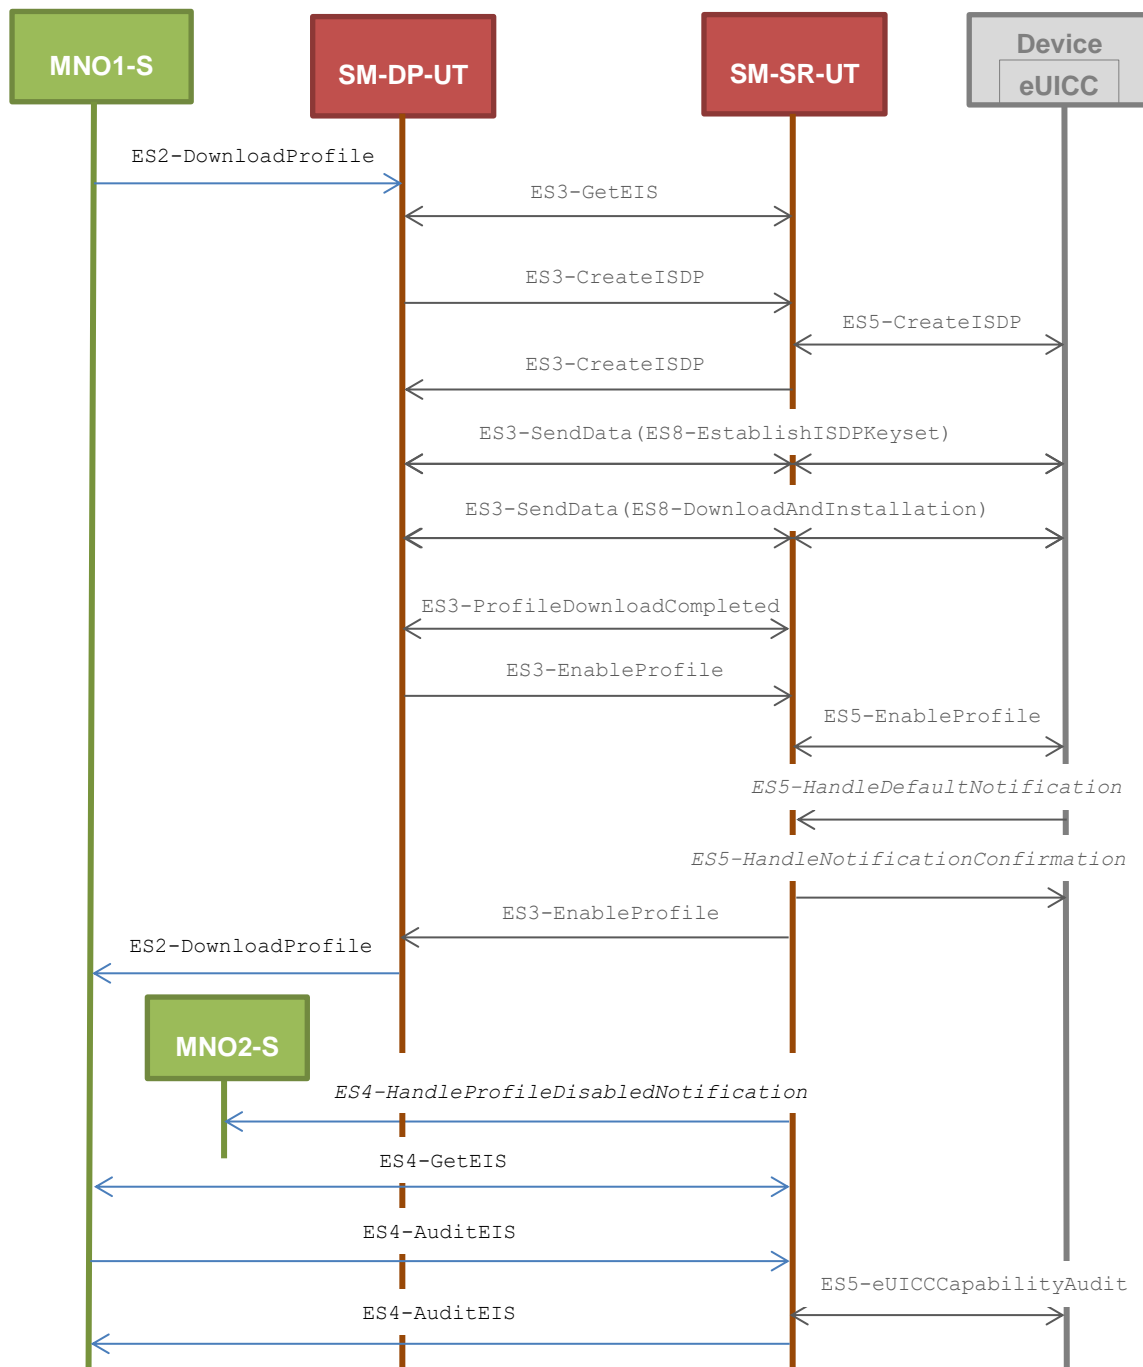 MNO1-S
SM-DP-UT
SM-SR-UT
Device
eUICC
ES2-DownloadProfile
ES3-GetEIS
ES3-CreateISDP
ES5-CreateISDP
ES3-CreateISDP
ES3-SendData(ES8-EstablishISDPKeyset)
ES3-SendData(ES8-DownloadAndInstallation)
ES3-ProfileDownloadCompleted
ES3-EnableProfile
ES5-EnableProfile
ES5-HandleDefaultNotification
ES5-HandleNotificationConfirmation
ES3-EnableProfile
ES2-DownloadProfile
MNO2-S
ES4-HandleProfileDisabledNotification
ES4-GetEIS
ES4-AuditEIS
ES5-eUICCCapabilityAudit
ES4-AuditEIS